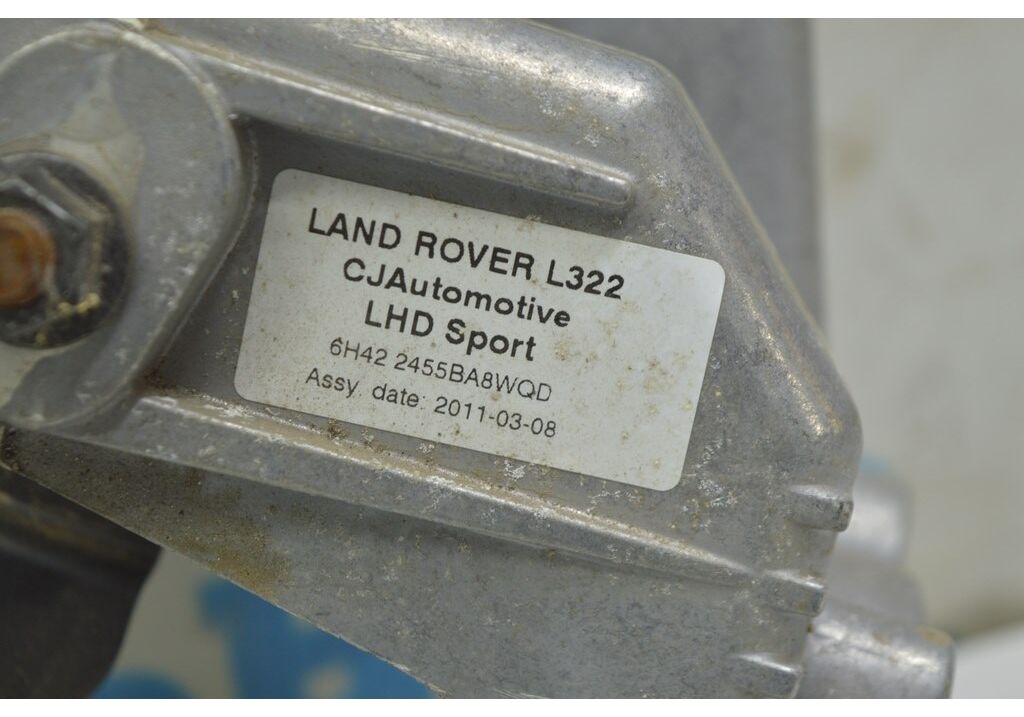 LAND ROVER L322
CJAutomotive
LHD Sport
6H42 2455BA8WQD
Assy. date: 2011-03-08